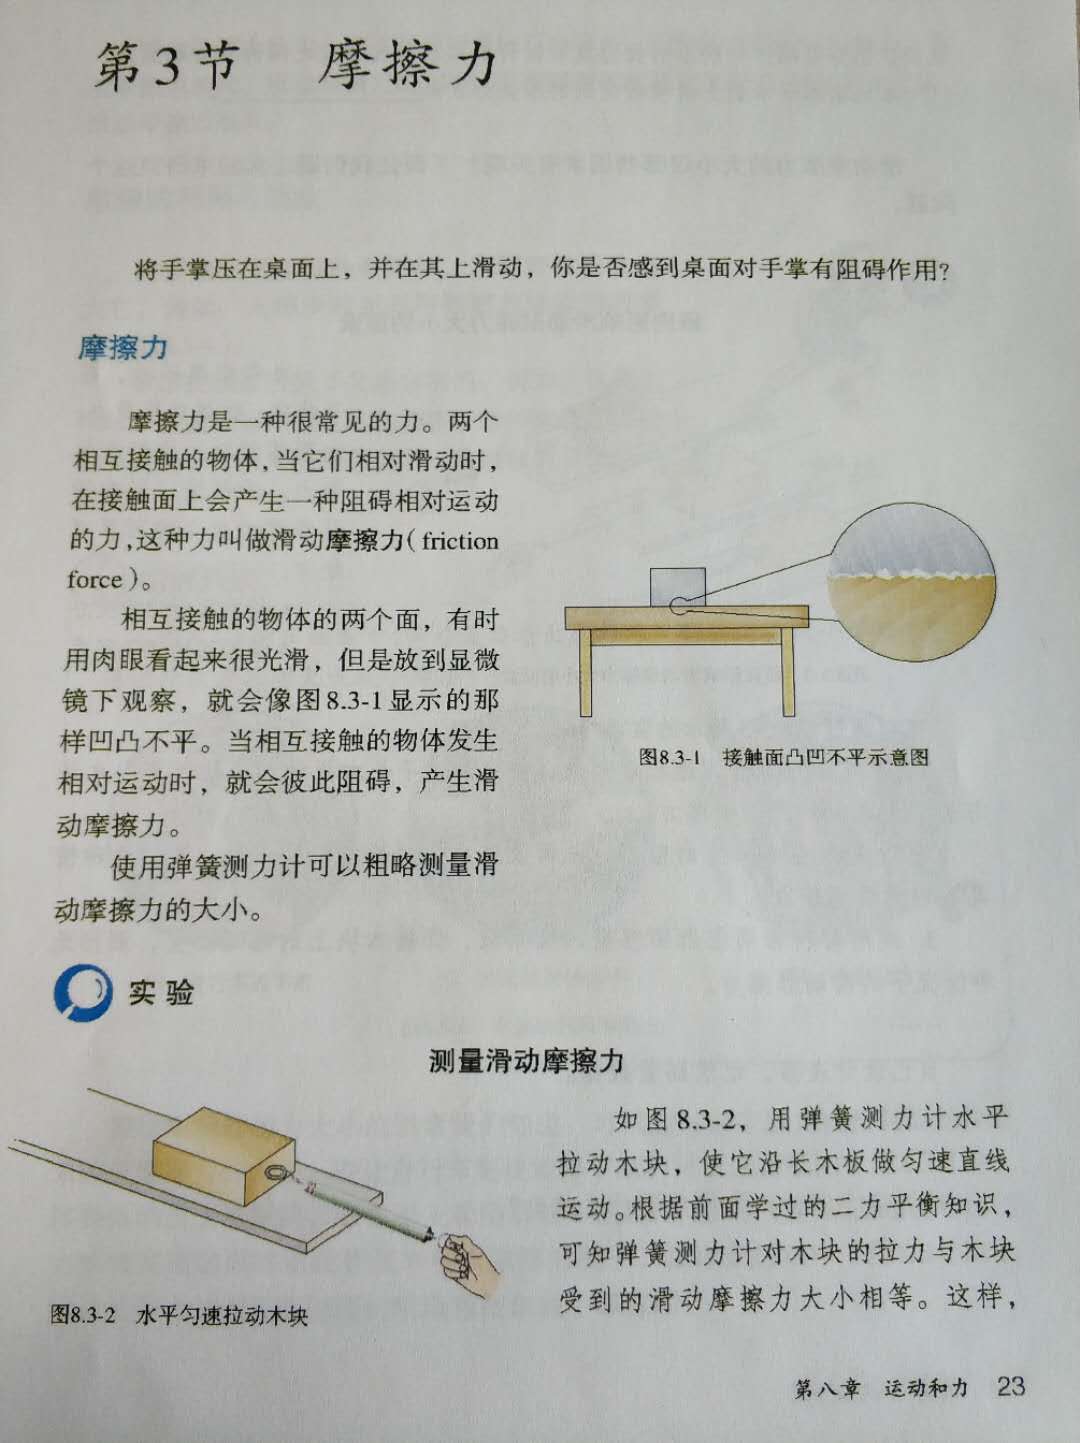 第3节 摩擦力
将手掌压在桌面上，并在其上滑动，你是否感到桌面对手掌有阻碍作用？
摩擦力
摩擦力是一种很常见的力。两个
相互接触的物体，当它们相对滑动时，
在接触面上会产生一种阻碍相对运动
的力，这种力叫做滑动摩擦力（friction
force）。
相互接触的物体的两个面，有时
用肉眼看起来很光滑，但是放到显微
镜下观察，就会像图8.3-1显示的那
样凹凸不平。当相互接触的物体发生
相对运动时，就会彼此阻碍，产生滑
动摩擦力。
使用弹簧测力计可以粗略测量滑
动摩擦力的大小。
图8.3-1 接触面凸凹不平示意图
实验
测量滑动摩擦力
如图8.3-2，用弹簧测力计水平
拉动木块，使它沿长木板做匀速直线
运动。根据前面学过的二力平衡知识，
可知弹簧测力计对木块的拉力与木块
受到的滑动摩擦力大小相等。这样，
图8.3-2 水平匀速拉动木块
第八章 运动和力 23